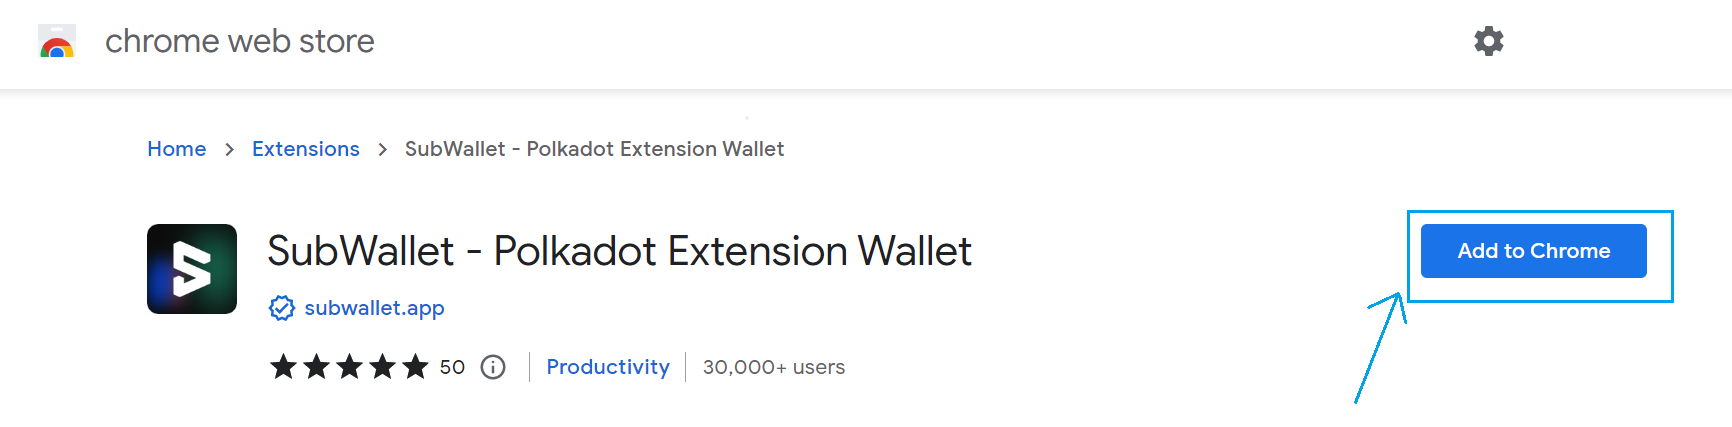 chrome web store
Home > Extensions > SubWallet - Polkadot Extension Wallet
SubWallet - Polkadot Extension Wallet
Add to Chrome
subwallet.app
50 Productivity 30,000+ users